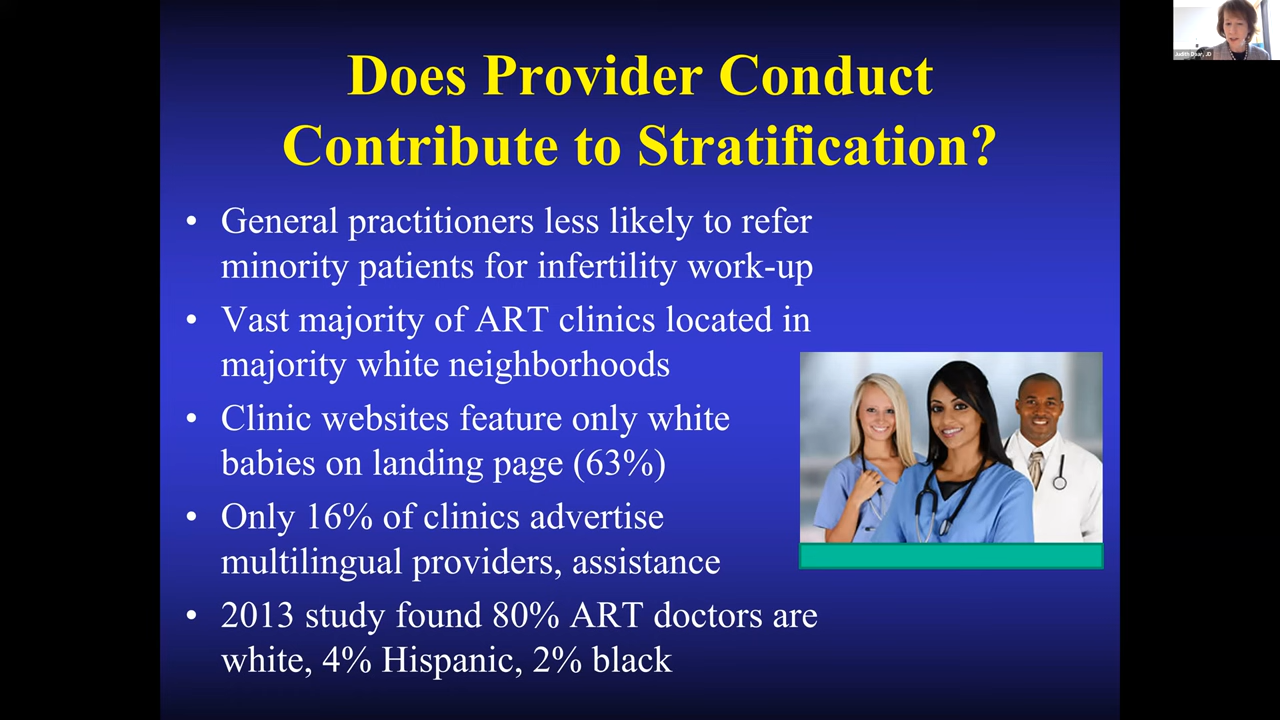 Does Provider Conduct
Contribute to Stratification?
• General practitioners less likely to refer
minority patients for infertility work-up
• Vast majority of ART clinics located in
majority white neighborhoods
• Clinic websites feature only white
babies on landing page (63%)
• Only 16% of clinics advertise
multilingual providers, assistance
• 2013 study found 80% ART doctors are
white, 4% Hispanic, 2% black
Judith Daar, JD